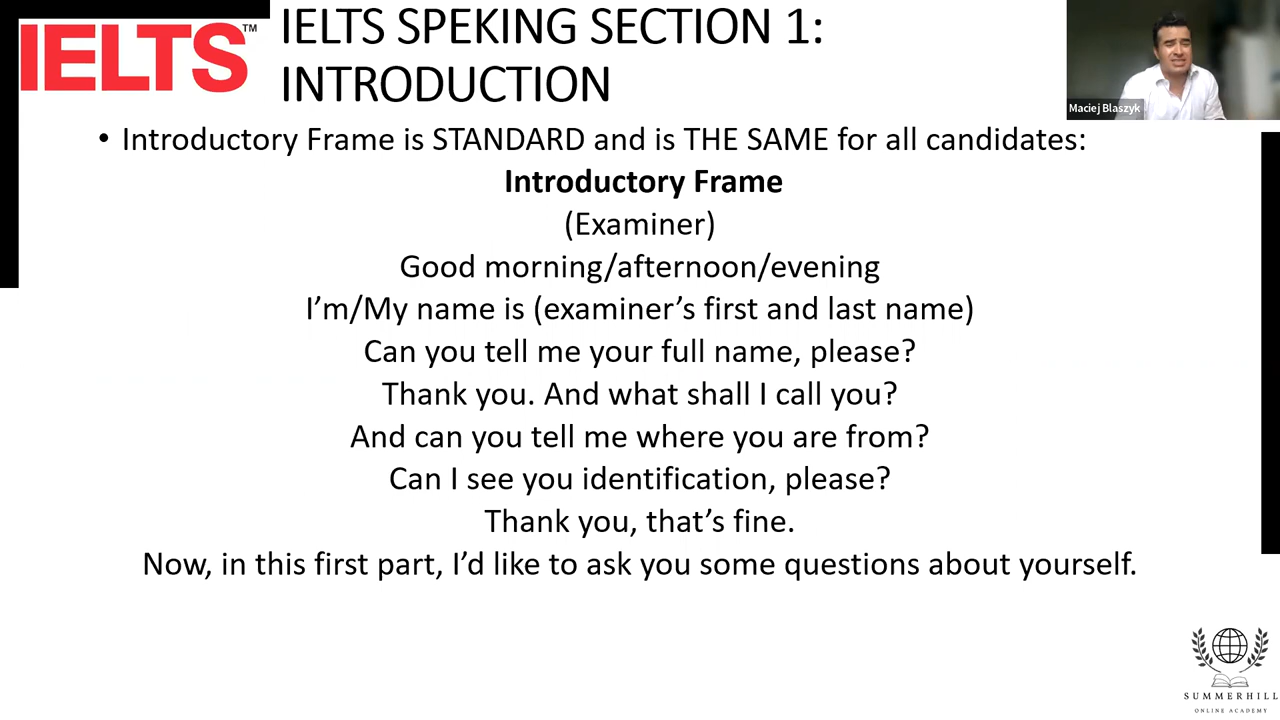 IELTS™
IELTS SPEKING SECTION 1:
INTRODUCTION
Maciej Blaszyk
• Introductory Frame is STANDARD and is THE SAME for all candidates:
Introductory Frame
(Examiner)
Good morning/afternoon/evening
I’m/My name is (examiner’s first and last name)
Can you tell me your full name, please?
Thank you. And what shall I call you?
And can you tell me where you are from?
Can I see you identification, please?
Thank you, that’s fine.
Now, in this first part, I’d like to ask you some questions about yourself.
SUMMERHILL
ONLINE ACADEMY